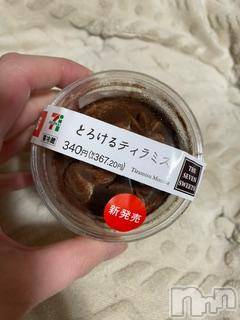 とろけるティラミス
340円(税込367.20円)
Tiramisu Mou
新発売
THE SEVEN SWEETS